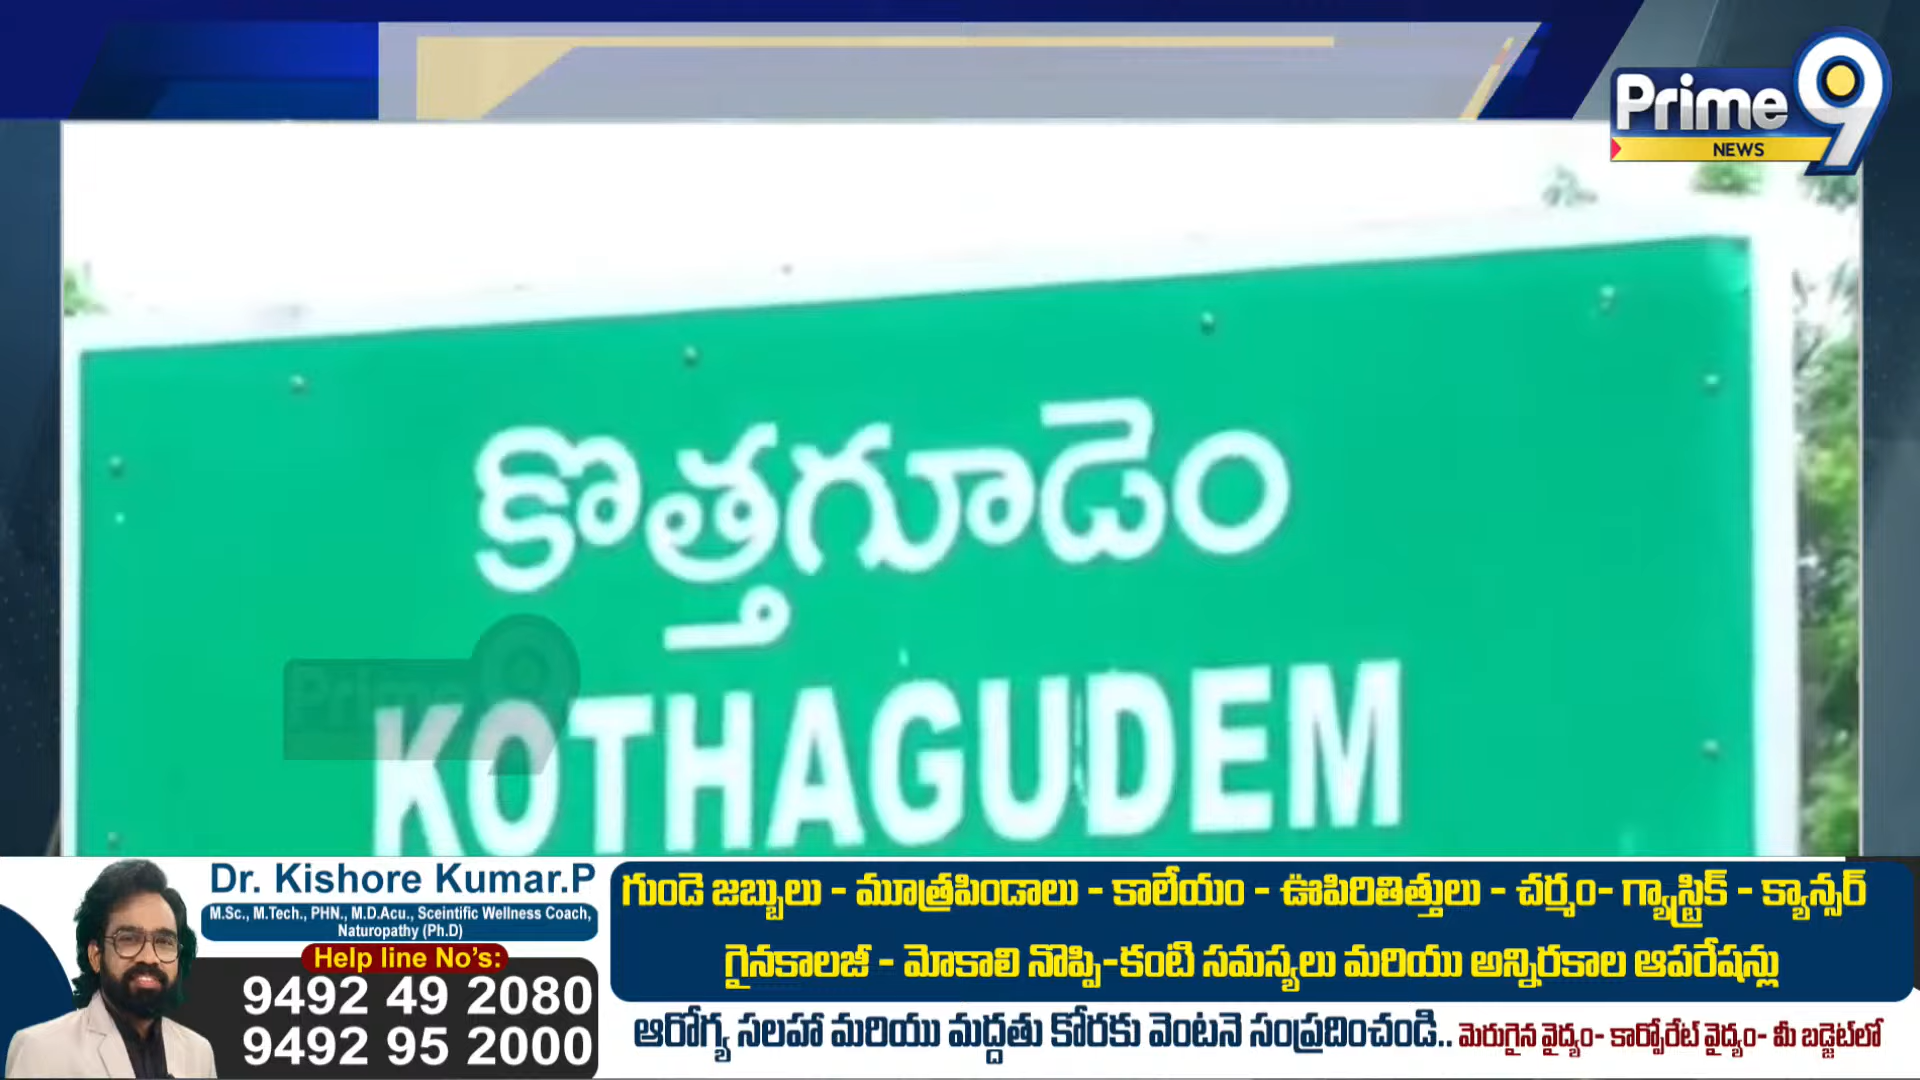 Prime9
NEWS
కొత్తగూడెం
Prime9
KOTHAGUDEM
Dr. Kishore Kumar.P
M.Sc., M.Tech., PHN., M.D.Acu., Sceintific Wellness Coach,
Naturopathy (Ph.D)
Help line No's:
9492 49 2080
9492 95 2000
గుండె జబ్బులు - మూత్రపిండాలు - కాలేయం - ఊపిరితిత్తులు - చర్మం- గ్యాస్ట్రిక్ - క్యాన్సర్
గైనకాలజీ - మోకాలి నొప్పి-కంటి సమస్యలు మరియు అన్నిరకాల ఆపరేషన్లు
ఆరోగ్య సలహా మరియు మద్దతు కోరకు వెంటనె సంప్రదించండి.. మెరుగైన వైద్యం- కార్పోరేట్ వైద్యం- మీ బడ్జెట్‌లో